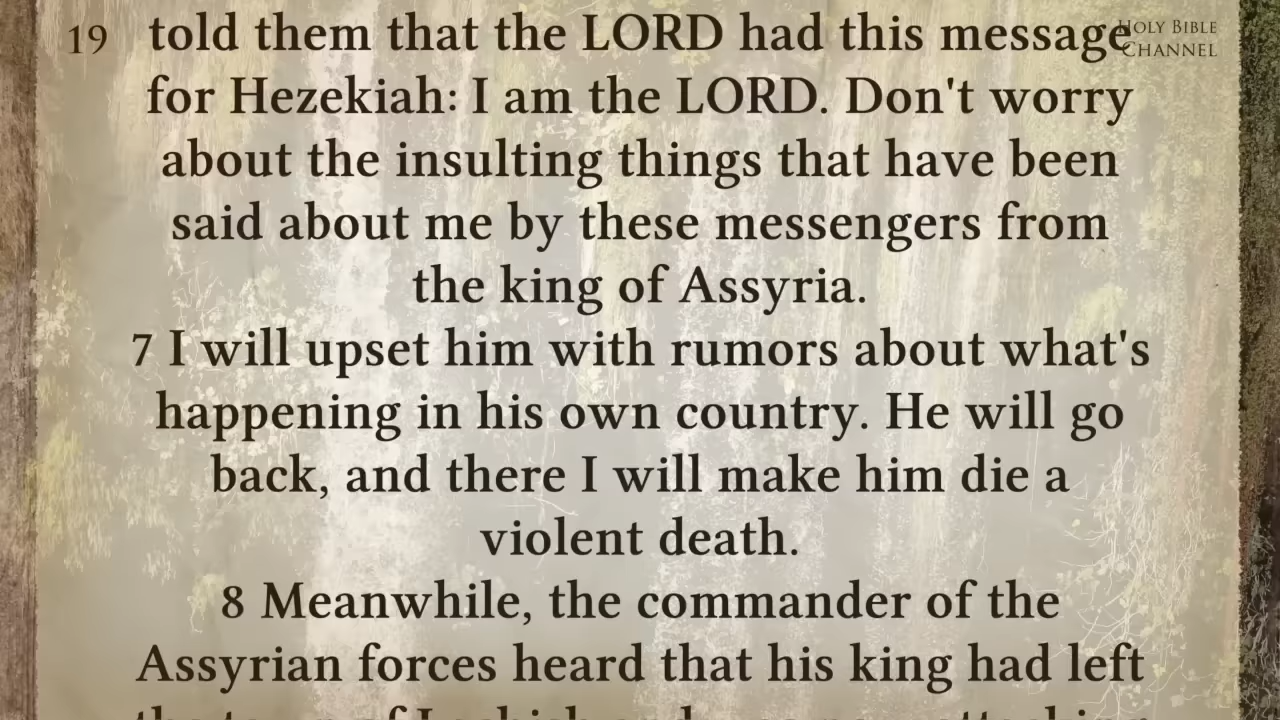 19
HOLY BIBLE
CHANNEL
told them that the LORD had this message
for Hezekiah: I am the LORD. Don't worry
about the insulting things that have been
said about me by these messengers from
the king of Assyria.
7 I will upset him with rumors about what's
happening in his own country. He will go
back, and there I will make him die a
violent death.
8 Meanwhile, the commander of the
Assyrian forces heard that his king had left